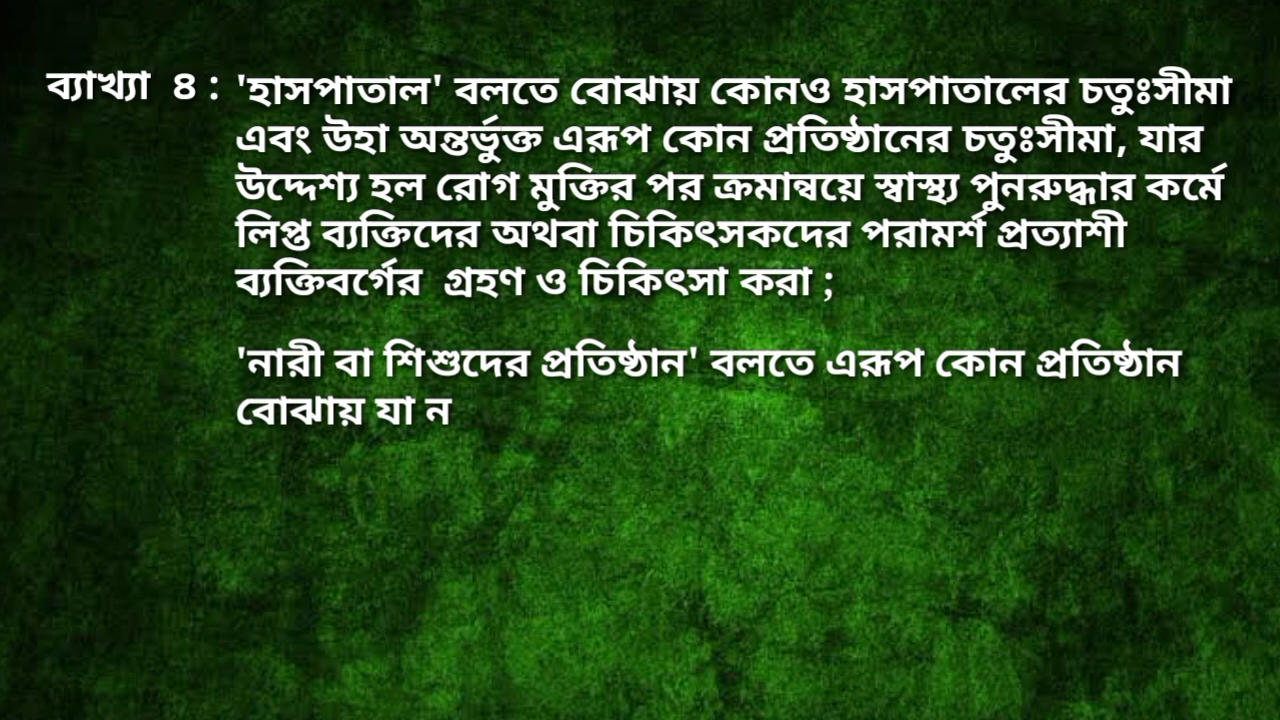 ব্যাখ্যা ৪ : 'হাসপাতাল' বলতে বোঝায় কোনও হাসপাতালের চতুঃসীমা
এবং উহা অন্তর্ভুক্ত এরূপ কোন প্রতিষ্ঠানের চতুঃসীমা, যার
উদ্দেশ্য হল রোগ মুক্তির পর ক্রমান্বয়ে স্বাস্থ্য পুনরুদ্ধার কর্মে
লিপ্ত ব্যক্তিদের অথবা চিকিৎসকদের পরামর্শ প্রত্যাশী
ব্যক্তিবর্গের গ্রহণ ও চিকিৎসা করা ;
'নারী বা শিশুদের প্রতিষ্ঠান' বলতে এরূপ কোন প্রতিষ্ঠান
বোঝায় যা ন